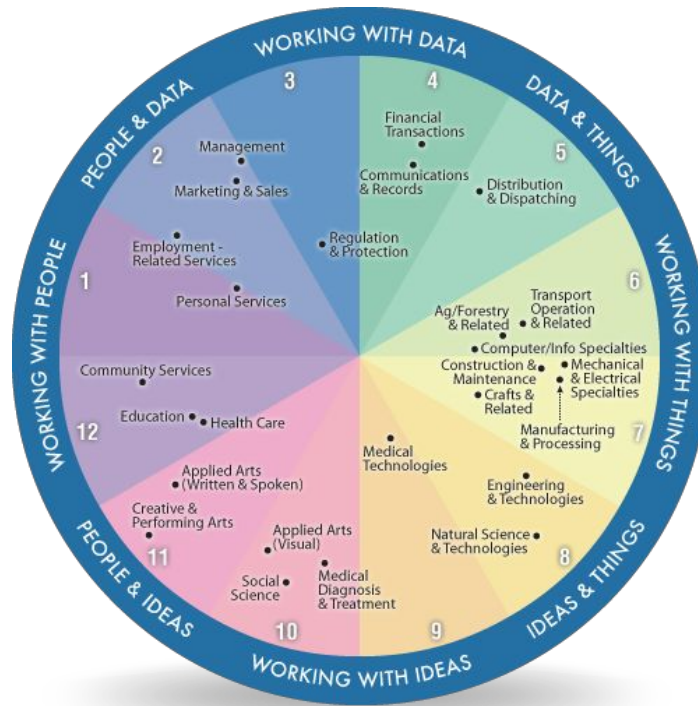 WORKING WITH DATA
PEOPLE & DATA
DATA & THINGS
WORKING WITH PEOPLE
WORKING WITH THINGS
PEOPLE & IDEAS
IDEAS & THINGS
WORKING WITH IDEAS
3
4
2
5
1
6
12
7
11
8
10
9
Management
Marketing & Sales
Employment -
Related Services
Personal Services
Regulation
& Protection
Financial
Transactions
Communications
& Records
Distribution
& Dispatching
Transport
Operation
& Related
Ag/Forestry
& Related
Computer/Info Specialties
Construction &
Maintenance
Mechanical
& Electrical
Specialties
Crafts &
Related
Manufacturing
& Processing
Community Services
Education
Health Care
Applied Arts
(Written & Spoken)
Creative &
Performing Arts
Applied Arts
(Visual)
Social
Science
Medical
Diagnosis
& Treatment
Medical
Technologies
Engineering
& Technologies
Natural Science
& Technologies